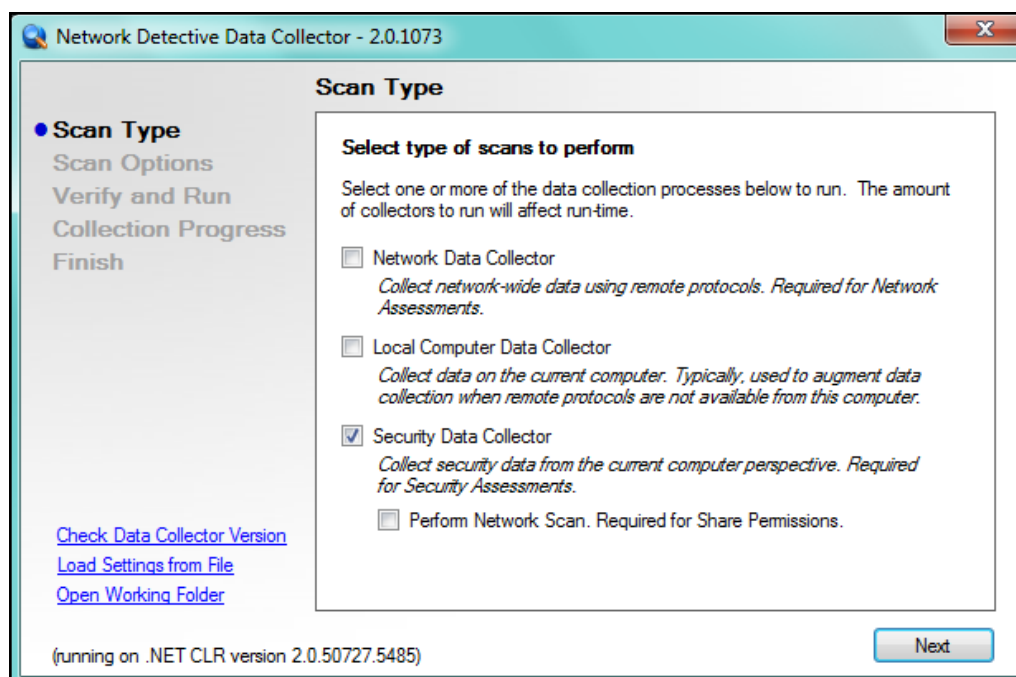 Network Detective Data Collector - 2.0.1073
X
Scan Type
Scan Type
Scan Options
Verify and Run
Collection Progress
Finish
Select type of scans to perform
Select one or more of the data collection processes below to run. The amount
of collectors to run will affect run-time.
Network Data Collector
Collect network-wide data using remote protocols. Required for Network
Assessments.
Local Computer Data Collector
Collect data on the current computer. Typically, used to augment data
collection when remote protocols are not available from this computer.
Security Data Collector
Collect security data from the current computer perspective. Required
for Security Assessments.
Perform Network Scan. Required for Share Permissions.
Check Data Collector Version
Load Settings from File
Open Working Folder
(running on .NET CLR version 2.0.50727.5485)
Next